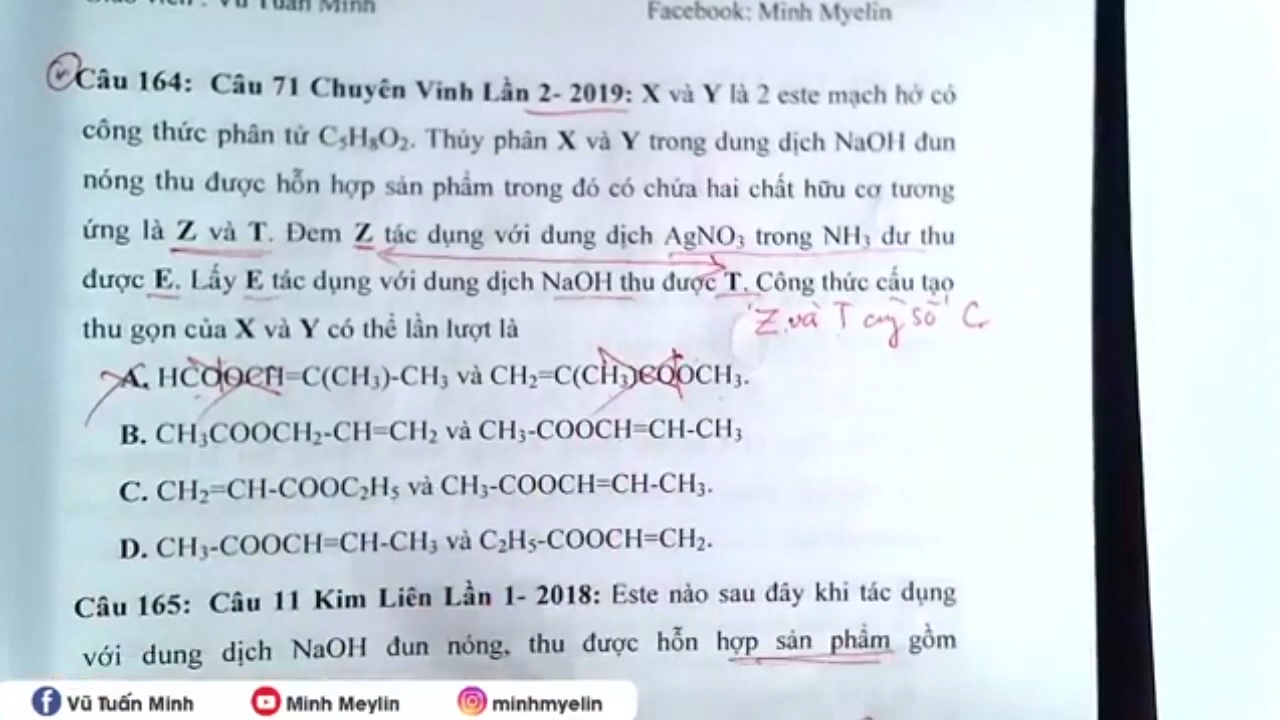 Giáo viên : Vũ Tuấn Minh
Facebook: Minh Myelin
Câu 164: Câu 71 Chuyên Vinh Lần 2- 2019: X và Y là 2 este mạch hở có
công thức phân tử C₅H₈O₂. Thủy phân X và Y trong dung dịch NaOH đun
nóng thu được hỗn hợp sản phẩm trong đó có chứa hai chất hữu cơ tương
ứng là Z và T. Đem Z tác dụng với dung dịch AgNO₃ trong NH₃ dư thu
được E. Lấy E tác dụng với dung dịch NaOH thu được T. Công thức cấu tạo
thu gọn của X và Y có thể lần lượt là
Z và T cùng số C
A. HCOOCH=C(CH₃)-CH₃ và CH₂=C(CH₃)COOCH₃.
B. CH₃COOCH₂-CH=CH₂ và CH₃-COOCH=CH-CH₃
C. CH₂=CH-COOC₂H₅ và CH₃-COOCH=CH-CH₃.
D. CH₃-COOCH=CH-CH₃ và C₂H₅-COOCH=CH₂.
Câu 165: Câu 11 Kim Liên Lần 1- 2018: Este nào sau đây khi tác dụng
với dung dịch NaOH đun nóng, thu được hỗn hợp sản phẩm gồm
Vũ Tuấn Minh
Minh Meylin
minhmyelin